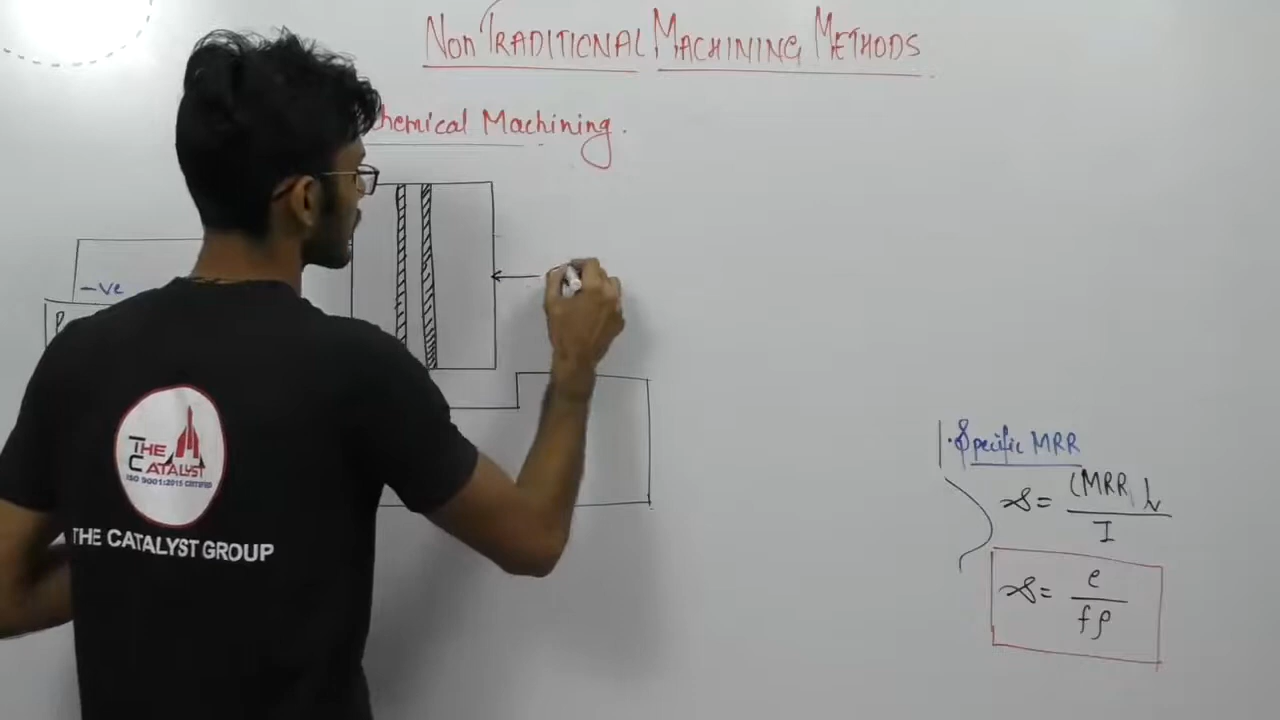 NON TRADITIONAL MACHINING METHODS
hemical Machining.
-ve
P
THE
CATALYST
ISO 9001:2015 CERTIFIED
THE CATALYST GROUP
1. Specific MRR
s = (MRR)v
I
s = e
fρ